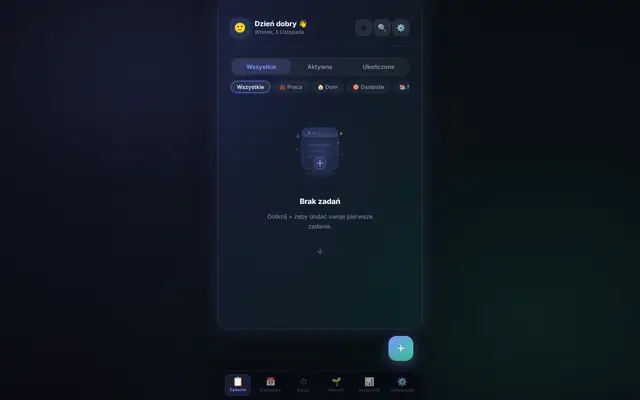 Dzień dobry 👋
Wtorek, 3 Listopada
Wszystkie
Aktywne
Ukończone
Wszystkie
Praca
Dom
Osobiste
Brak zadań
Dotknij + żeby dodać swoje pierwsze
zadanie.
↓
+
Zadania